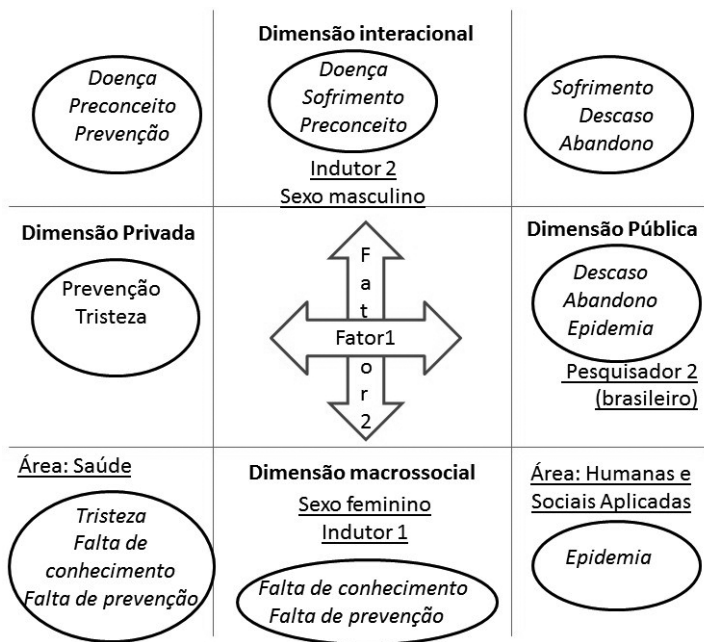 Dimensão interacional
Doença
Preconceito
Prevenção
Doença
Sofrimento
Preconceito
Indutor 2
Sexo masculino
Sofrimento
Descaso
Abandono
Dimensão Privada
Prevenção
Tristeza
Fator1
Fator2
Dimensão Pública
Descaso
Abandono
Epidemia
Pesquisador 2
(brasileiro)
Área: Saúde
Tristeza
Falta de
conhecimento
Falta de prevenção
Dimensão macrossocial
Sexo feminino
Indutor 1
Falta de conhecimento
Falta de prevenção
Área: Humanas e
Sociais Aplicadas
Epidemia